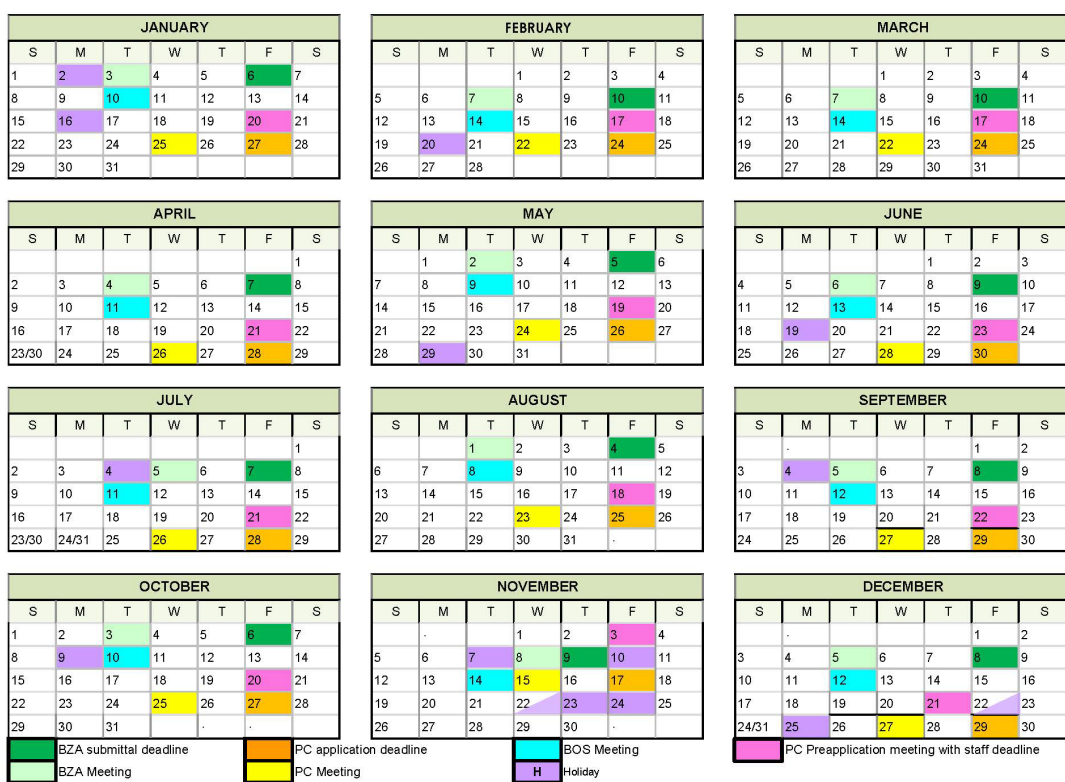 JANUARY FEBRUARY MARCH
S M T W T F S S M T W T F S S M T W T F S
1 2 3 4 5 6 7 1 2 3 4 1 2 3 4
8 9 10 11 12 13 14 5 6 7 8 9 10 11 5 6 7 8 9 10 11
15 16 17 18 19 20 21 12 13 14 15 16 17 18 12 13 14 15 16 17 18
22 23 24 25 26 27 28 19 20 21 22 23 24 25 19 20 21 22 23 24 25
29 30 31 26 27 28 26 27 28 29 30 31
APRIL MAY JUNE
S M T W T F S S M T W T F S S M T W T F S
1 1 2 3 4 5 6 1 2 3
2 3 4 5 6 7 8 7 8 9 10 11 12 13 4 5 6 7 8 9 10
9 10 11 12 13 14 15 14 15 16 17 18 19 20 11 12 13 14 15 16 17
16 17 18 19 20 21 22 21 22 23 24 25 26 27 18 19 20 21 22 23 24
23/30 24 25 26 27 28 29 28 29 30 31 25 26 27 28 29 30
JULY AUGUST SEPTEMBER
S M T W T F S S M T W T F S S M T W T F S
1 1 2 3 4 5 1 2
2 3 4 5 6 7 8 6 7 8 9 10 11 12 3 4 5 6 7 8 9
9 10 11 12 13 14 15 13 14 15 16 17 18 19 10 11 12 13 14 15 16
16 17 18 19 20 21 22 20 21 22 23 24 25 26 17 18 19 20 21 22 23
23/30 24/31 25 26 27 28 29 27 28 29 30 31 24 25 26 27 28 29 30
OCTOBER NOVEMBER DECEMBER
S M T W T F S S M T W T F S S M T W T F S
1 2 3 4 5 6 7 1 2 3 4 1 2
8 9 10 11 12 13 14 5 6 7 8 9 10 11 3 4 5 6 7 8 9
15 16 17 18 19 20 21 12 13 14 15 16 17 18 10 11 12 13 14 15 16
22 23 24 25 26 27 28 19 20 21 22 23 24 25 17 18 19 20 21 22 23
29 30 31 26 27 28 29 30 24/31 25 26 27 28 29 30
BZA submittal deadline PC application deadline BOS Meeting PC Preapplication meeting with staff deadline
BZA Meeting PC Meeting H Holiday